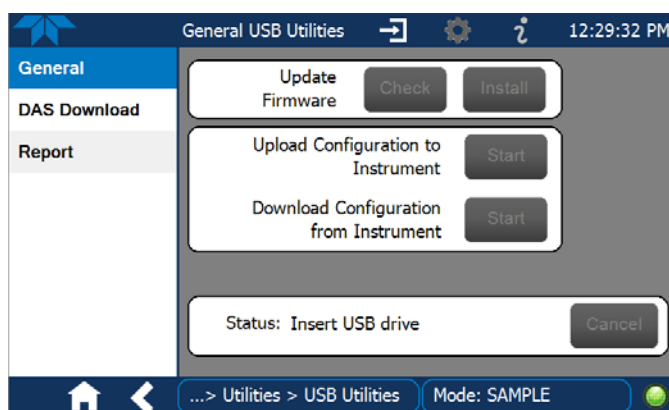 General USB Utilities 12:29:32 PM
General
DAS Download
Report
Update
Firmware
Check
Install
Upload Configuration to
Instrument
Start
Download Configuration
from Instrument
Start
Status: Insert USB drive
Cancel
...> Utilities > USB Utilities
Mode: SAMPLE